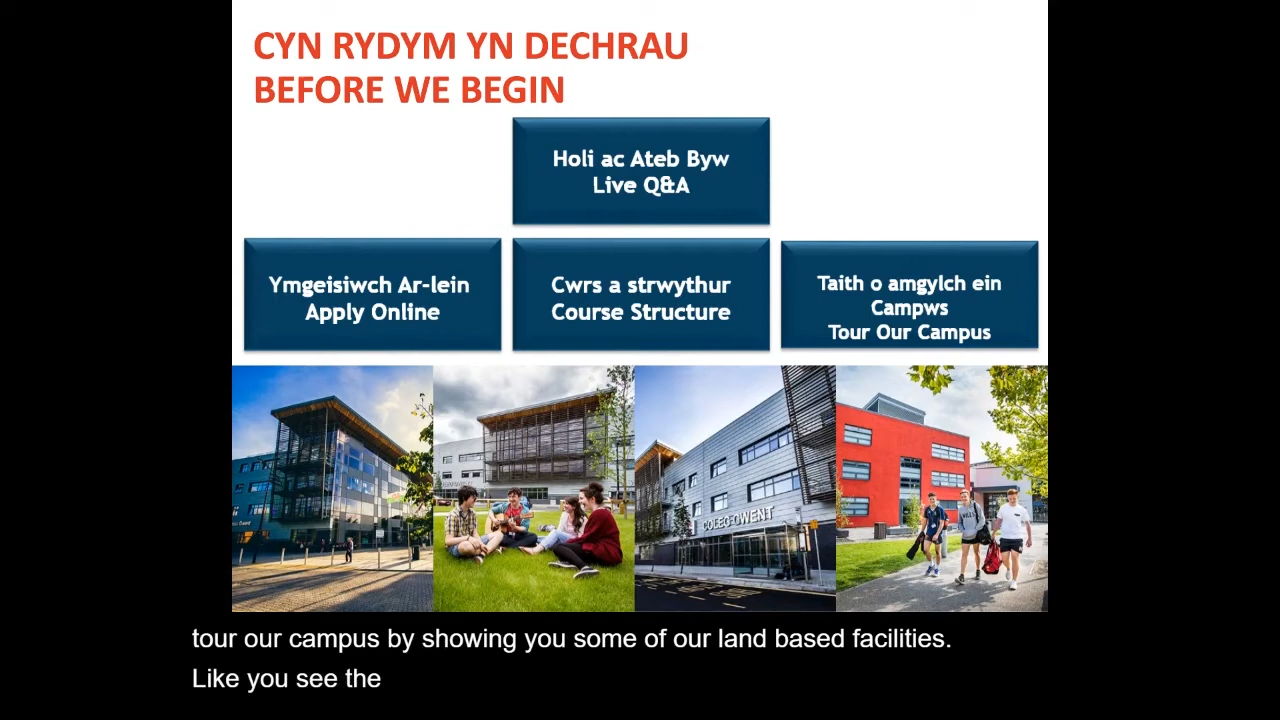 CYN RYDYM YN DECHRAU
BEFORE WE BEGIN
Holi ac Ateb Byw
Live Q&A
Ymgeisiwch Ar-lein
Apply Online
Cwrs a strwythur
Course Structure
Taith o amgylch ein
Campws
Tour Our Campus
COLEG GWENT
tour our campus by showing you some of our land based facilities.
Like you see the